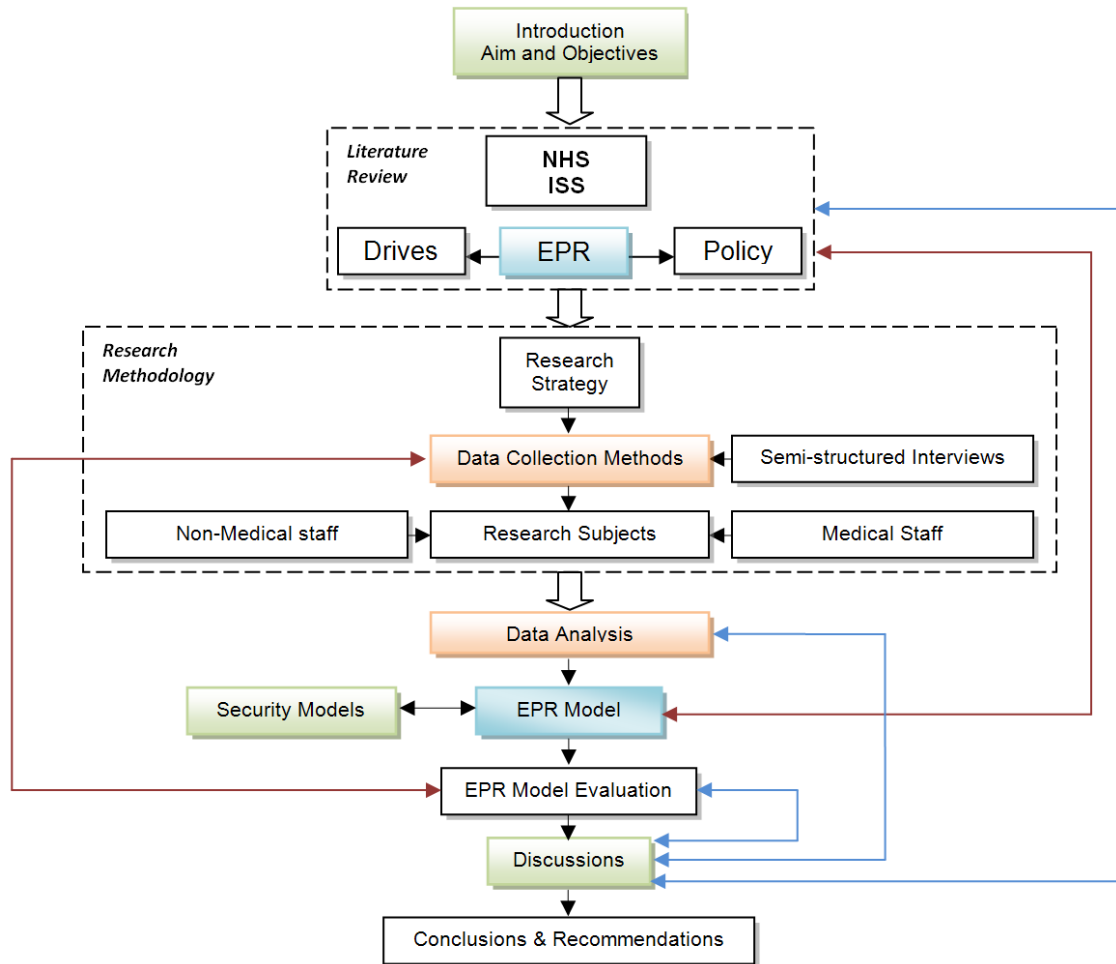 Introduction
Aim and Objectives
Literature
Review
NHS
ISS
Drives
EPR
Policy
Research
Methodology
Research
Strategy
Data Collection Methods
Semi-structured Interviews
Non-Medical staff
Research Subjects
Medical Staff
Data Analysis
Security Models
EPR Model
EPR Model Evaluation
Discussions
Conclusions & Recommendations